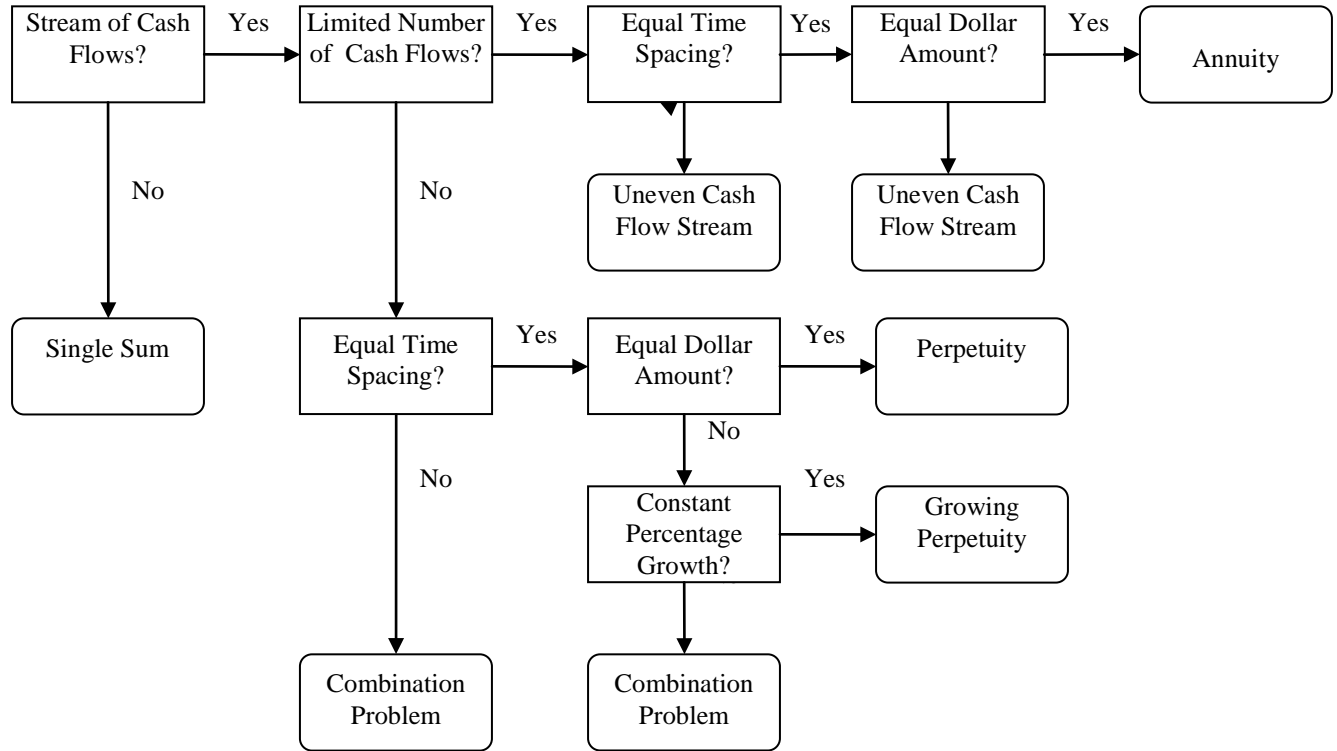 Stream of Cash
Flows?
Yes
Limited Number
of Cash Flows?
Yes
Equal Time
Spacing?
Yes
Equal Dollar
Amount?
Yes
Annuity
No
No
Uneven Cash
Flow Stream
Uneven Cash
Flow Stream
Single Sum
Equal Time
Spacing?
Yes
Equal Dollar
Amount?
Yes
Perpetuity
No
No
Constant
Percentage
Growth?
Yes
Growing
Perpetuity
Combination
Problem
Combination
Problem